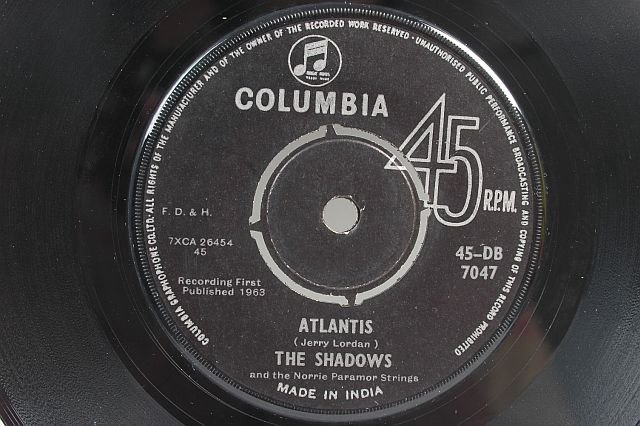 COLUMBIA GRAPHOPHONE CO.LTD.·ALL RIGHTS OF THE MANUFACTURER AND OF THE OWNER OF THE RECORDED WORK RESERVED·UNAUTHORISED PUBLIC PERFORMANCE BROADCASTING AND COPYING OF THIS RECORD PROHIBITED
COLUMBIA
45
R.P.M.
F. D. & H.
7XCA 26454
45
45-DB
7047
Recording First
Published 1963
ATLANTIS
( Jerry Lordan )
THE SHADOWS
and the Norrie Paramor Strings
MADE IN INDIA